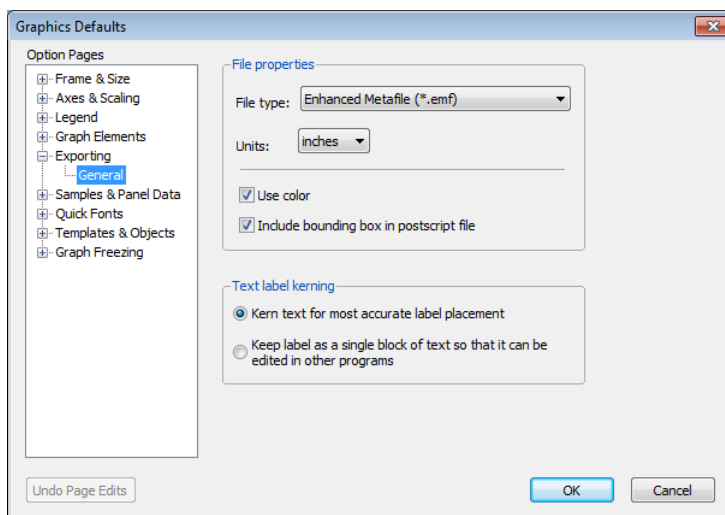 Graphics Defaults
Option Pages
Frame & Size
Axes & Scaling
Legend
Graph Elements
Exporting
General
Samples & Panel Data
Quick Fonts
Templates & Objects
Graph Freezing
File properties
File type: Enhanced Metafile (*.emf)
Units: inches
Use color
Include bounding box in postscript file
Text label kerning
Kern text for most accurate label placement
Keep label as a single block of text so that it can be
edited in other programs
Undo Page Edits
OK
Cancel